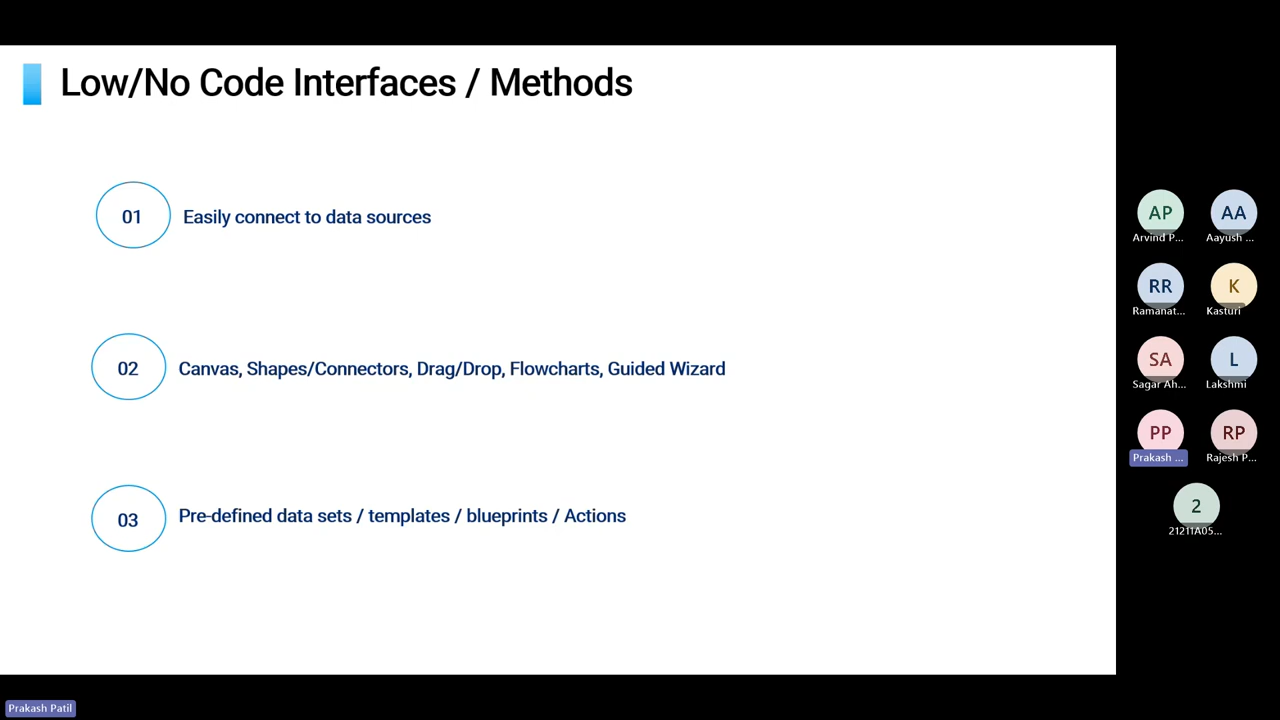 Low/No Code Interfaces / Methods
01 Easily connect to data sources
02 Canvas, Shapes/Connectors, Drag/Drop, Flowcharts, Guided Wizard
03 Pre-defined data sets / templates / blueprints / Actions
AP AA
Arvind P... Aayush ...
RR K
Ramanat... Kasturi
SA L
Sagar Ah... Lakshmi
PP RP
Prakash ... Rajesh P...
2
21211A05...
Prakash Patil